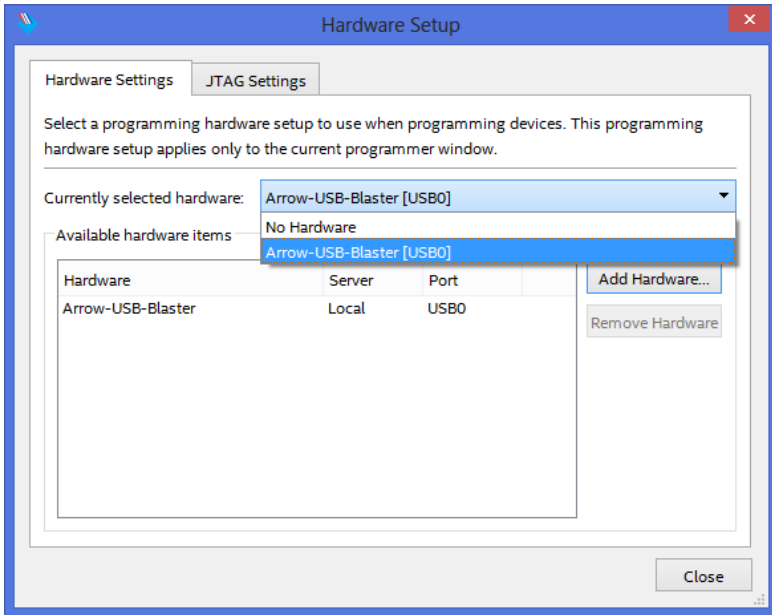 Hardware Setup
Hardware Settings
JTAG Settings
Select a programming hardware setup to use when programming devices. This programming
hardware setup applies only to the current programmer window.
Currently selected hardware: Arrow-USB-Blaster [USB0]
No Hardware
Arrow-USB-Blaster [USB0]
Available hardware items
Hardware Server Port
Arrow-USB-Blaster Local USB0
Add Hardware...
Remove Hardware
Close